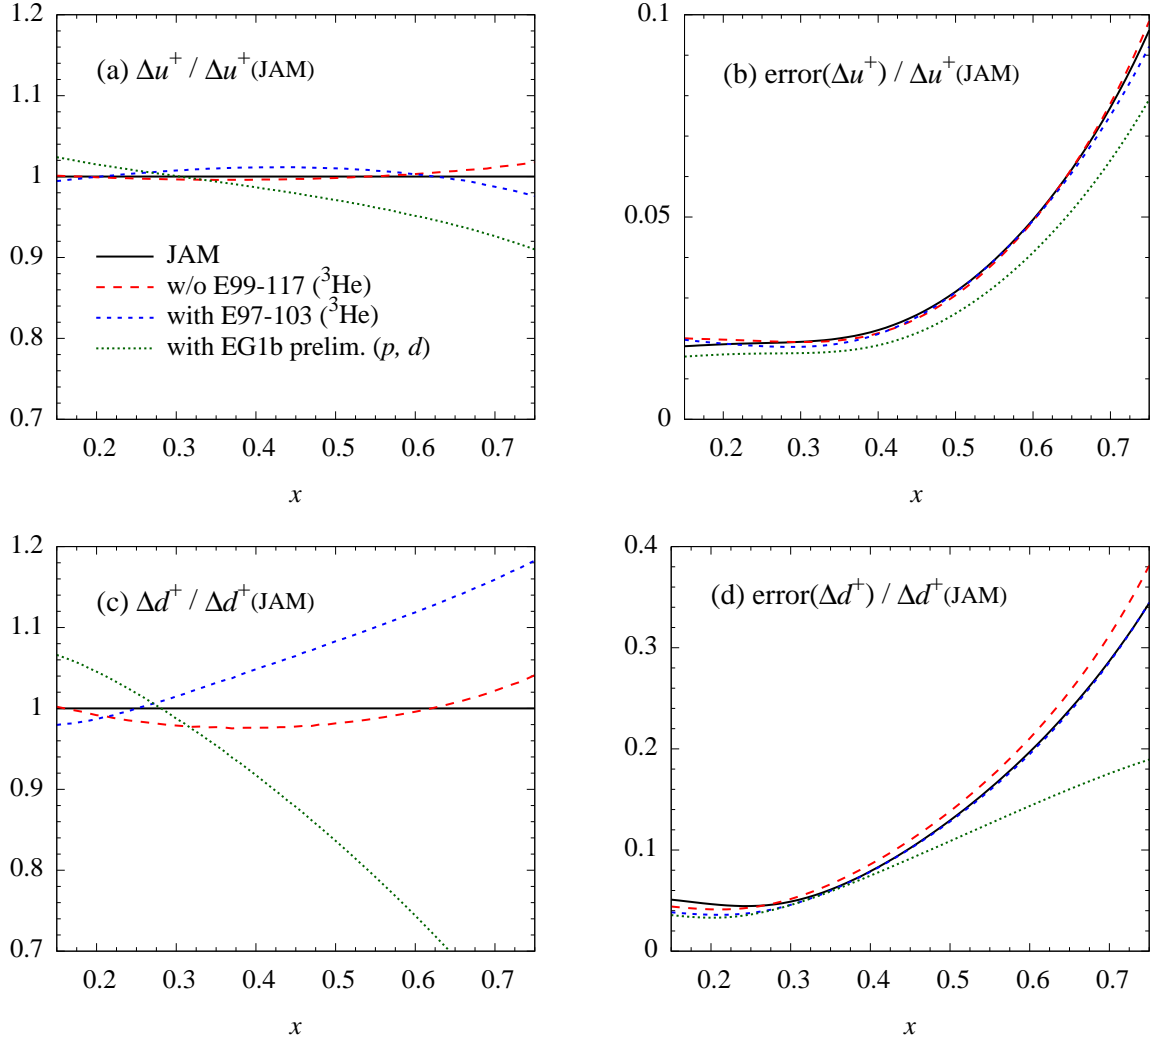 (a) Δu⁺ / Δu⁺(JAM)
1.2
1.1
1
0.9
0.8
0.7
JAM
w/o E99-117 (³He)
with E97-103 (³He)
with EG1b prelim. (p, d)
0.2 0.3 0.4 0.5 0.6 0.7
x
(b) error(Δu⁺) / Δu⁺(JAM)
0.1
0.05
0
0.2 0.3 0.4 0.5 0.6 0.7
x
(c) Δd⁺ / Δd⁺(JAM)
1.2
1.1
1
0.9
0.8
0.7
0.2 0.3 0.4 0.5 0.6 0.7
x
(d) error(Δd⁺) / Δd⁺(JAM)
0.4
0.3
0.2
0.1
0
0.2 0.3 0.4 0.5 0.6 0.7
x